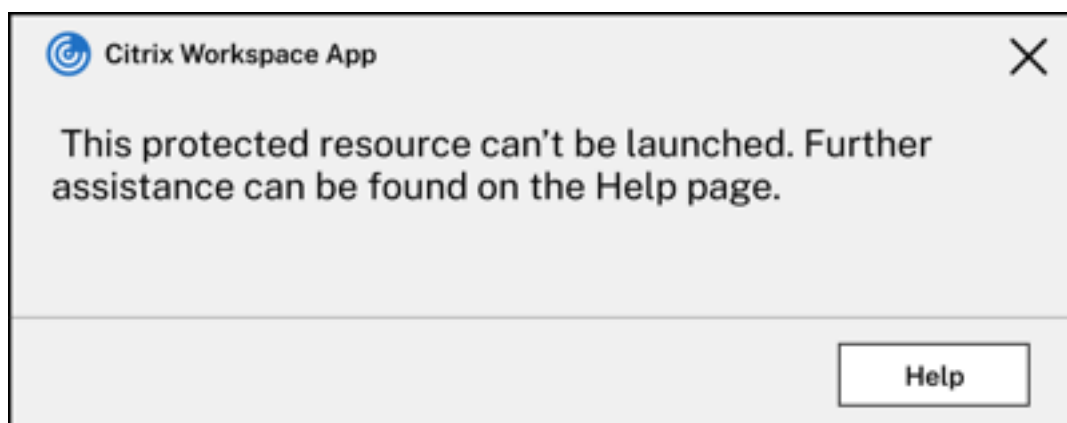 Citrix Workspace App
This protected resource can’t be launched. Further
assistance can be found on the Help page.
Help